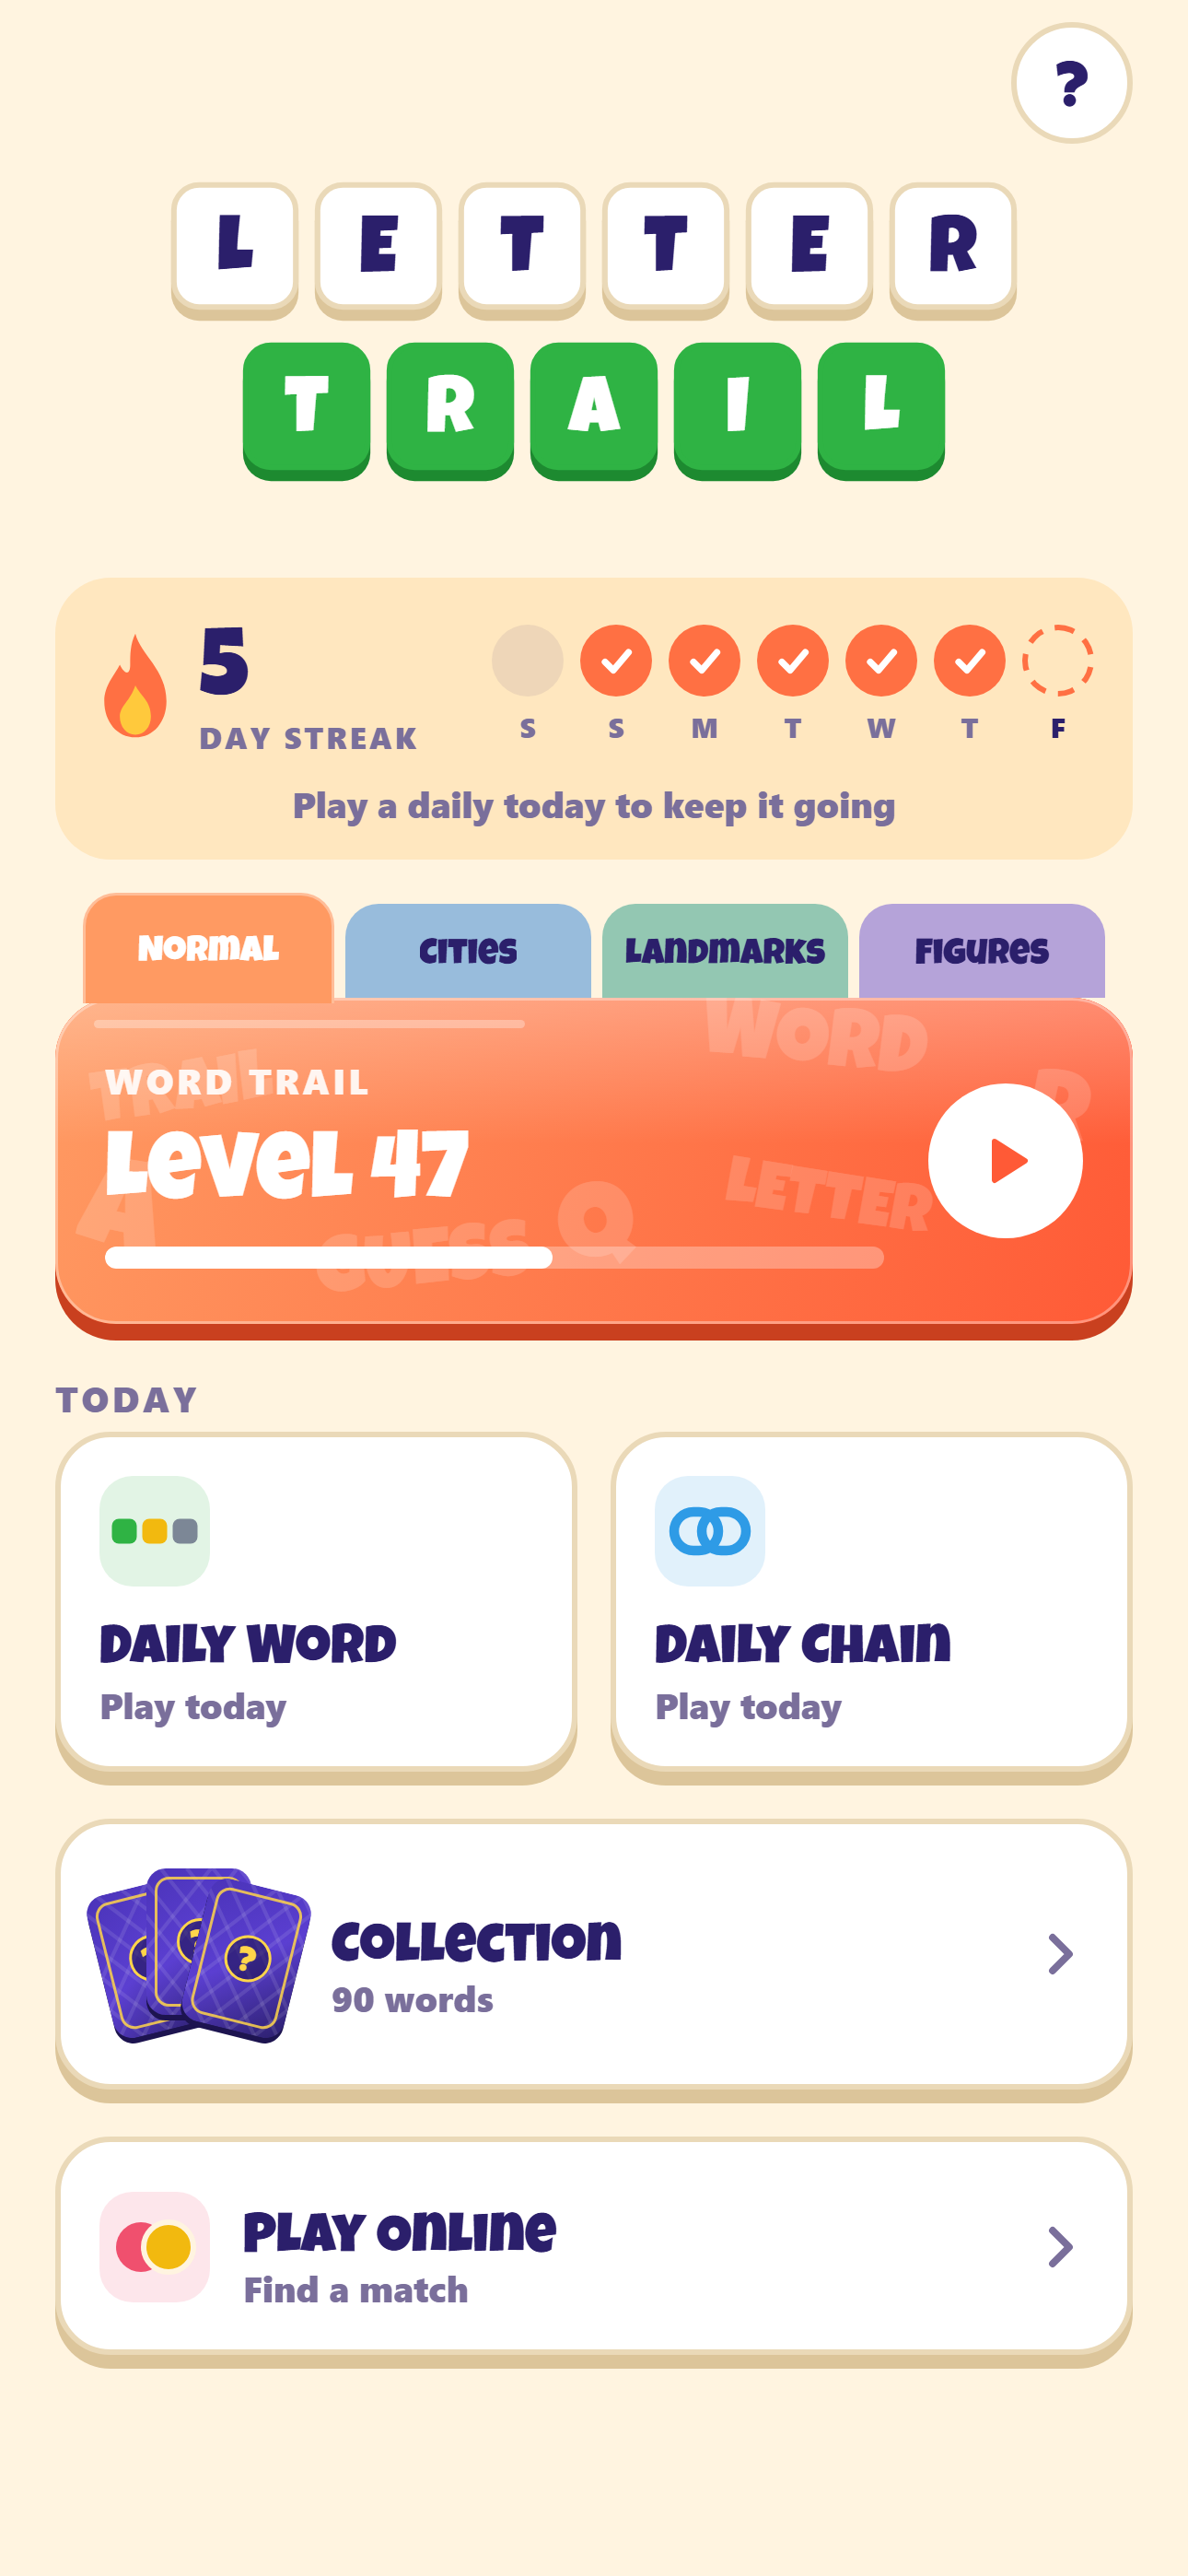 ?
LETTER
TRAIL
5
DAY STREAK
S S M T W T F
Play a daily today to keep it going
NORMAL CITIES LANDMARKS FIGURES
WORD
TRAIL
WORD TRAIL
R
LEVEL 47
LETTER
A
Q
GUESS
TODAY
DAILY WORD DAILY CHAIN
Play today Play today
? ? ?
COLLECTION
90 words
PLAY ONLINE
Find a match